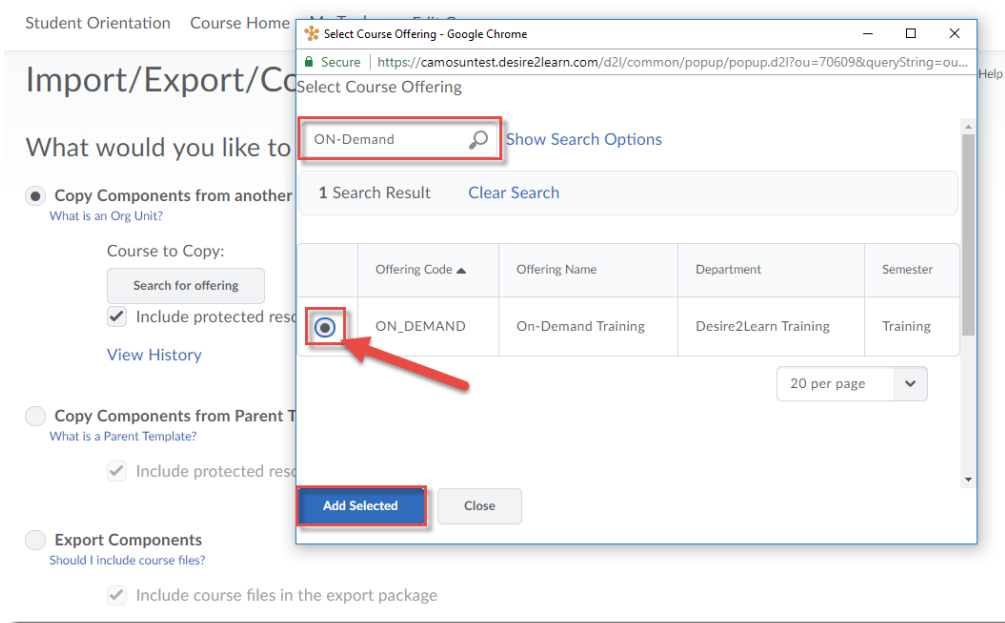 Student Orientation Course Home
Select Course Offering - Google Chrome
Secure | https://camosuntest.desire2learn.com/d2l/common/popup/popup.d2l?ou=70609&queryString=ou...
Help
Import/Export/Co
Select Course Offering
What would you like to
ON-Demand
Show Search Options
1 Search Result Clear Search
Copy Components from another
What is an Org Unit?
Course to Copy:
Search for offering
Include protected reso
View History
Offering Code Offering Name Department Semester
ON_DEMAND On-Demand Training Desire2Learn Training Training
20 per page
Copy Components from Parent T
What is a Parent Template?
Include protected reso
Add Selected Close
Export Components
Should I include course files?
Include course files in the export package